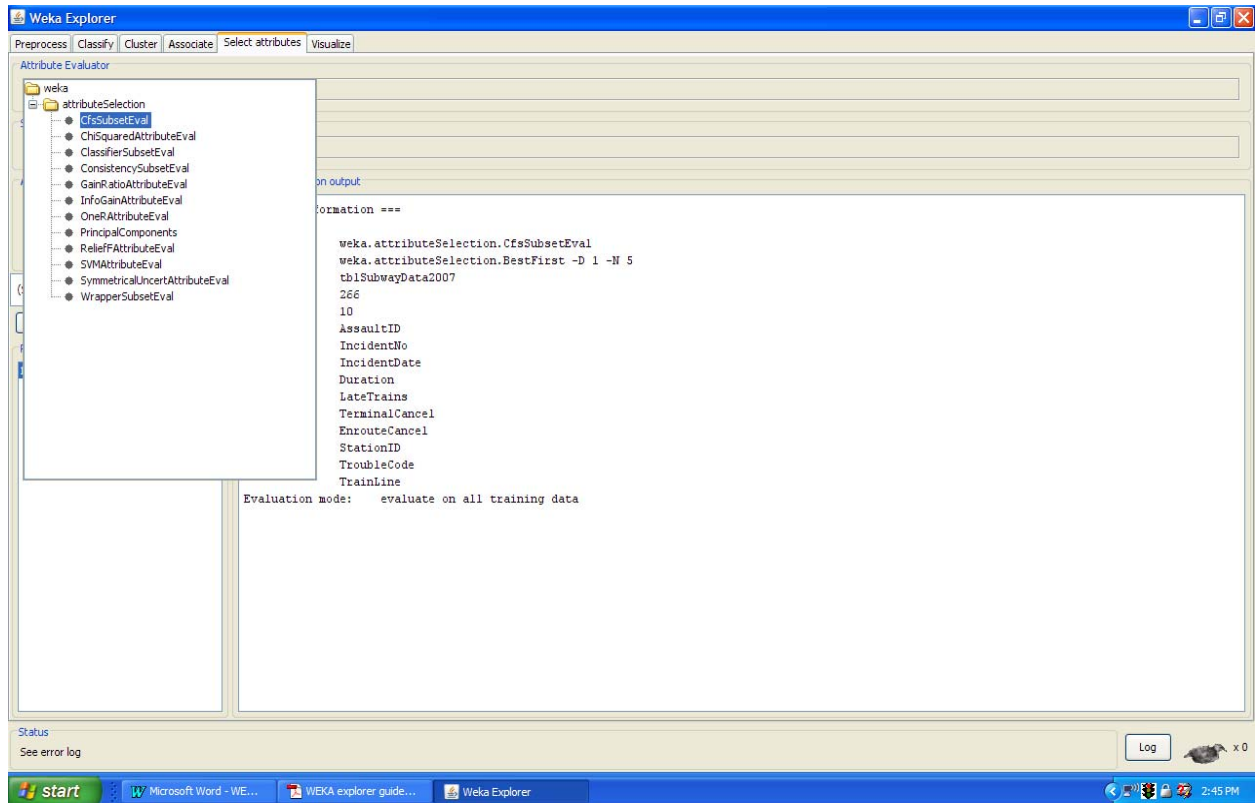 Weka Explorer
Preprocess Classify Cluster Associate Select attributes Visualize
Attribute Evaluator
weka
attributeSelection
CfsSubsetEval
ChiSquaredAttributeEval
ClassifierSubsetEval
ConsistencySubsetEval
GainRatioAttributeEval
InfoGainAttributeEval
OneRAttributeEval
PrincipalComponents
ReliefFAttributeEval
SVMAttributeEval
SymmetricalUncertAttributeEval
WrapperSubsetEval
on output
formation ===
weka.attributeSelection.CfsSubsetEval
weka.attributeSelection.BestFirst -D 1 -N 5
tblSubwayData2007
266
10
AssaultID
IncidentNo
IncidentDate
Duration
LateTrains
TerminalCancel
EnrouteCancel
StationID
TroubleCode
TrainLine
Evaluation mode: evaluate on all training data
Status
See error log
Log
x 0
start
Microsoft Word - WE...
WEKA explorer guide...
Weka Explorer
2:45 PM